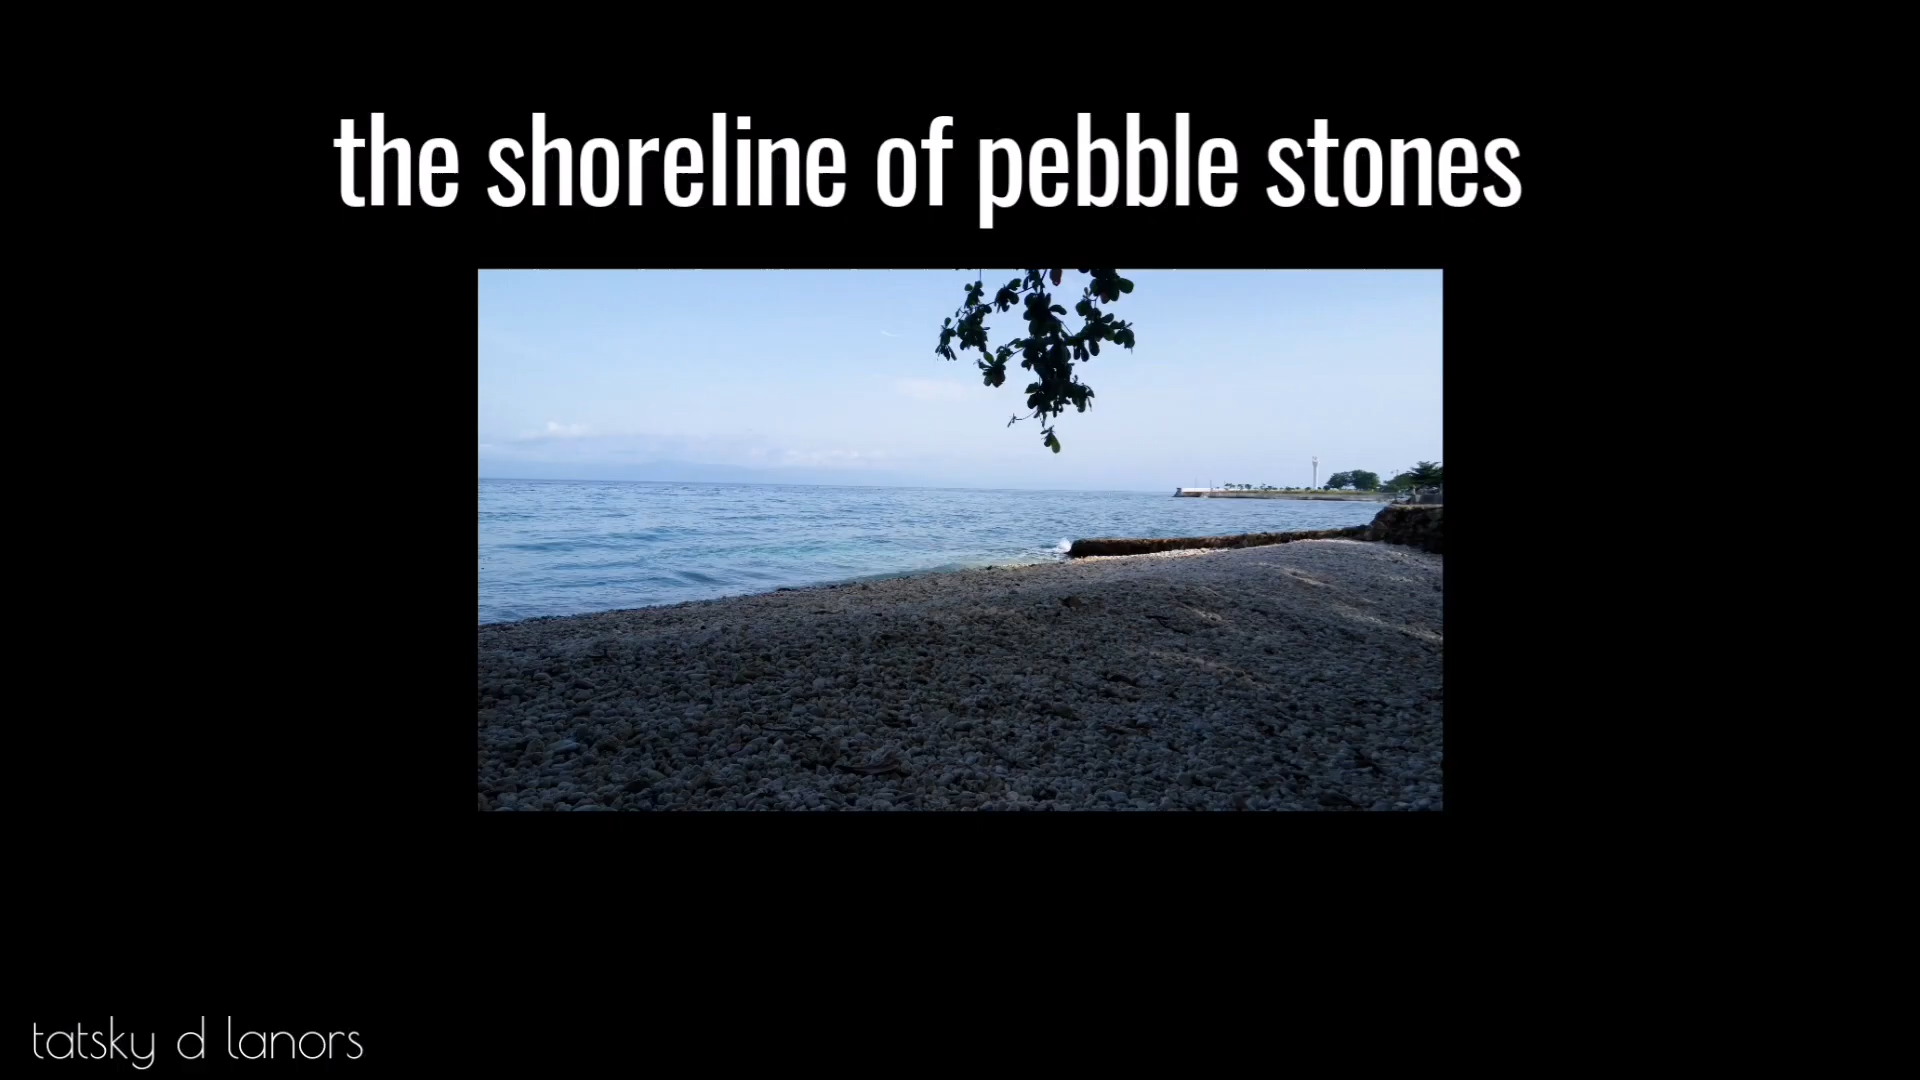 the shoreline of pebble stones
tatsky d lanors